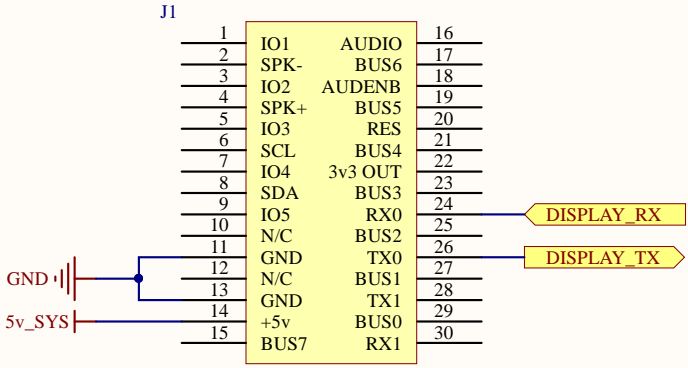 J1
1 IO1 AUDIO 16
2 SPK- BUS6 17
3 IO2 AUDENB 18
4 SPK+ BUS5 19
5 IO3 RES 20
6 SCL BUS4 21
7 IO4 3v3 OUT 22
8 SDA BUS3 23
9 IO5 RX0 24 DISPLAY_RX
10 N/C BUS2 25
11 GND TX0 26 DISPLAY_TX
GND 12 N/C BUS1 27
13 GND TX1 28
5v_SYS 14 +5v BUS0 29
15 BUS7 RX1 30